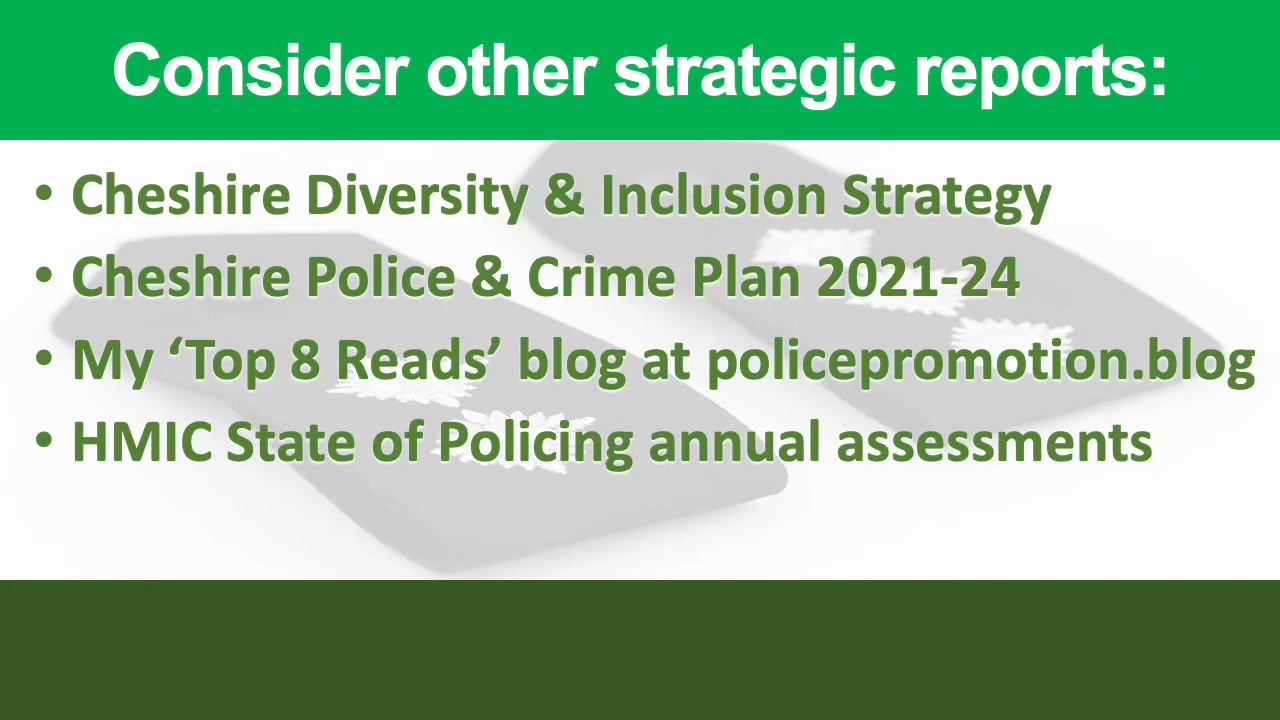 Consider other strategic reports:
• Cheshire Diversity & Inclusion Strategy
• Cheshire Police & Crime Plan 2021-24
• My ‘Top 8 Reads’ blog at policepromotion.blog
• HMIC State of Policing annual assessments